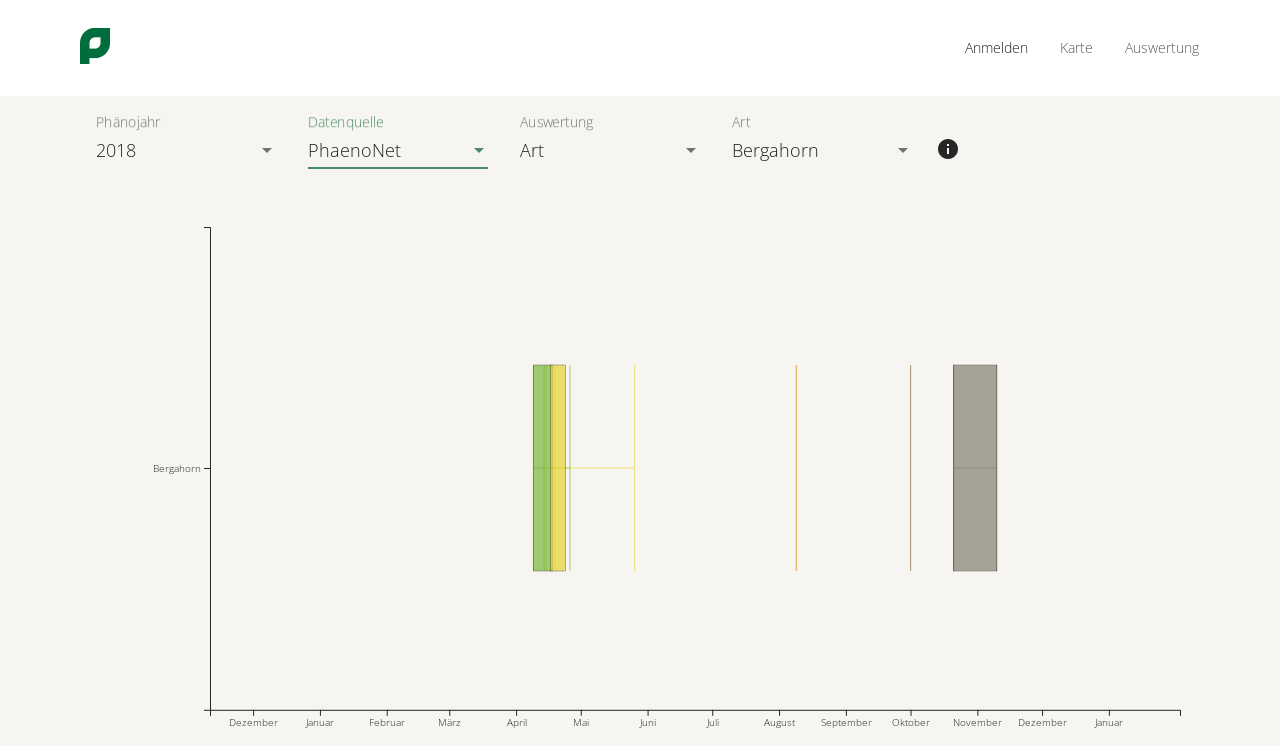 Anmelden Karte Auswertung
Phänojahr Datenquelle Auswertung Art
2018 PhaenoNet Art Bergahorn
Bergahorn
Dezember Januar Februar März April Mai Juni Juli August September Oktober November Dezember Januar